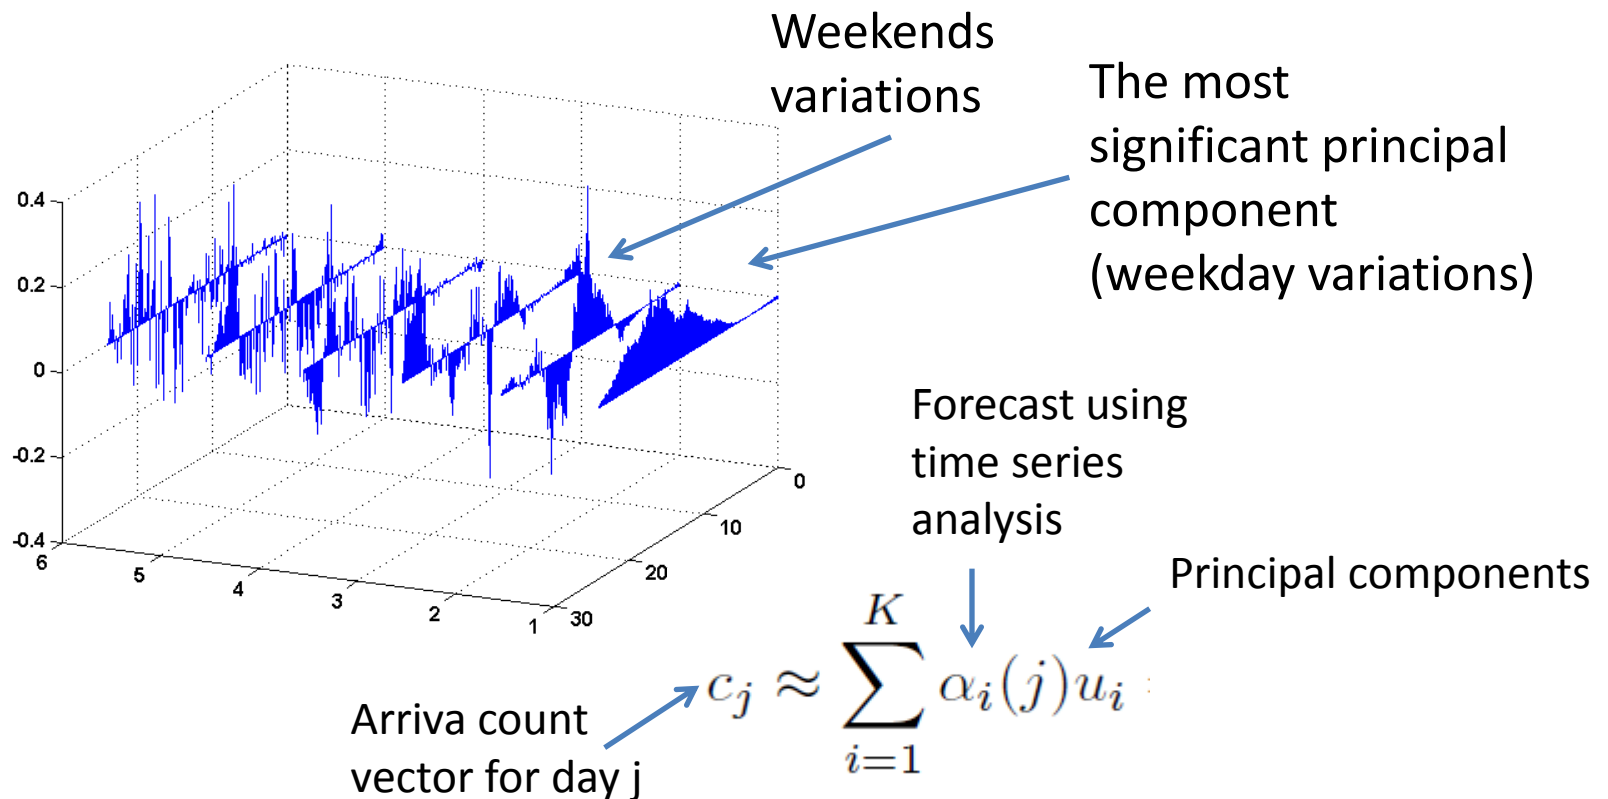 Weekends
variations
The most
significant principal
component
(weekday variations)
0.4
0.2
0
-0.2
-0.4
6
5
4
3
2
1
30
20
10
0
Forecast using
time series
analysis
Principal components
K
c_j ≈ ∑ α_i(j)u_i
i=1
Arriva count
vector for day j